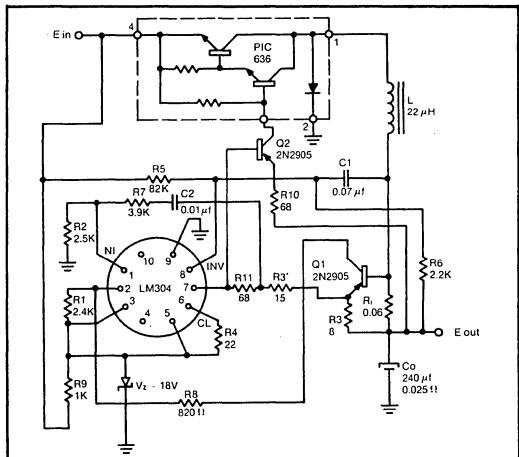 E in
4
PIC
636
1
2
L
22 μH
Q2
2N2905
R5
82K
C1
0.07 μf
R7
3.9K
C2
0.01 μf
R10
68
R2
2.5K
NI
10
9
INV
1
8
LM304
2
7
3
6
4
5
CL
R1
2.4K
R11
68
R3'
15
Q1
2N2905
R6
2.2K
R4
22
R3
8
Rı
0.06
E out
R9
1K
Vz - 18V
R8
820 Ω
Co
240 μf
0.025Ω